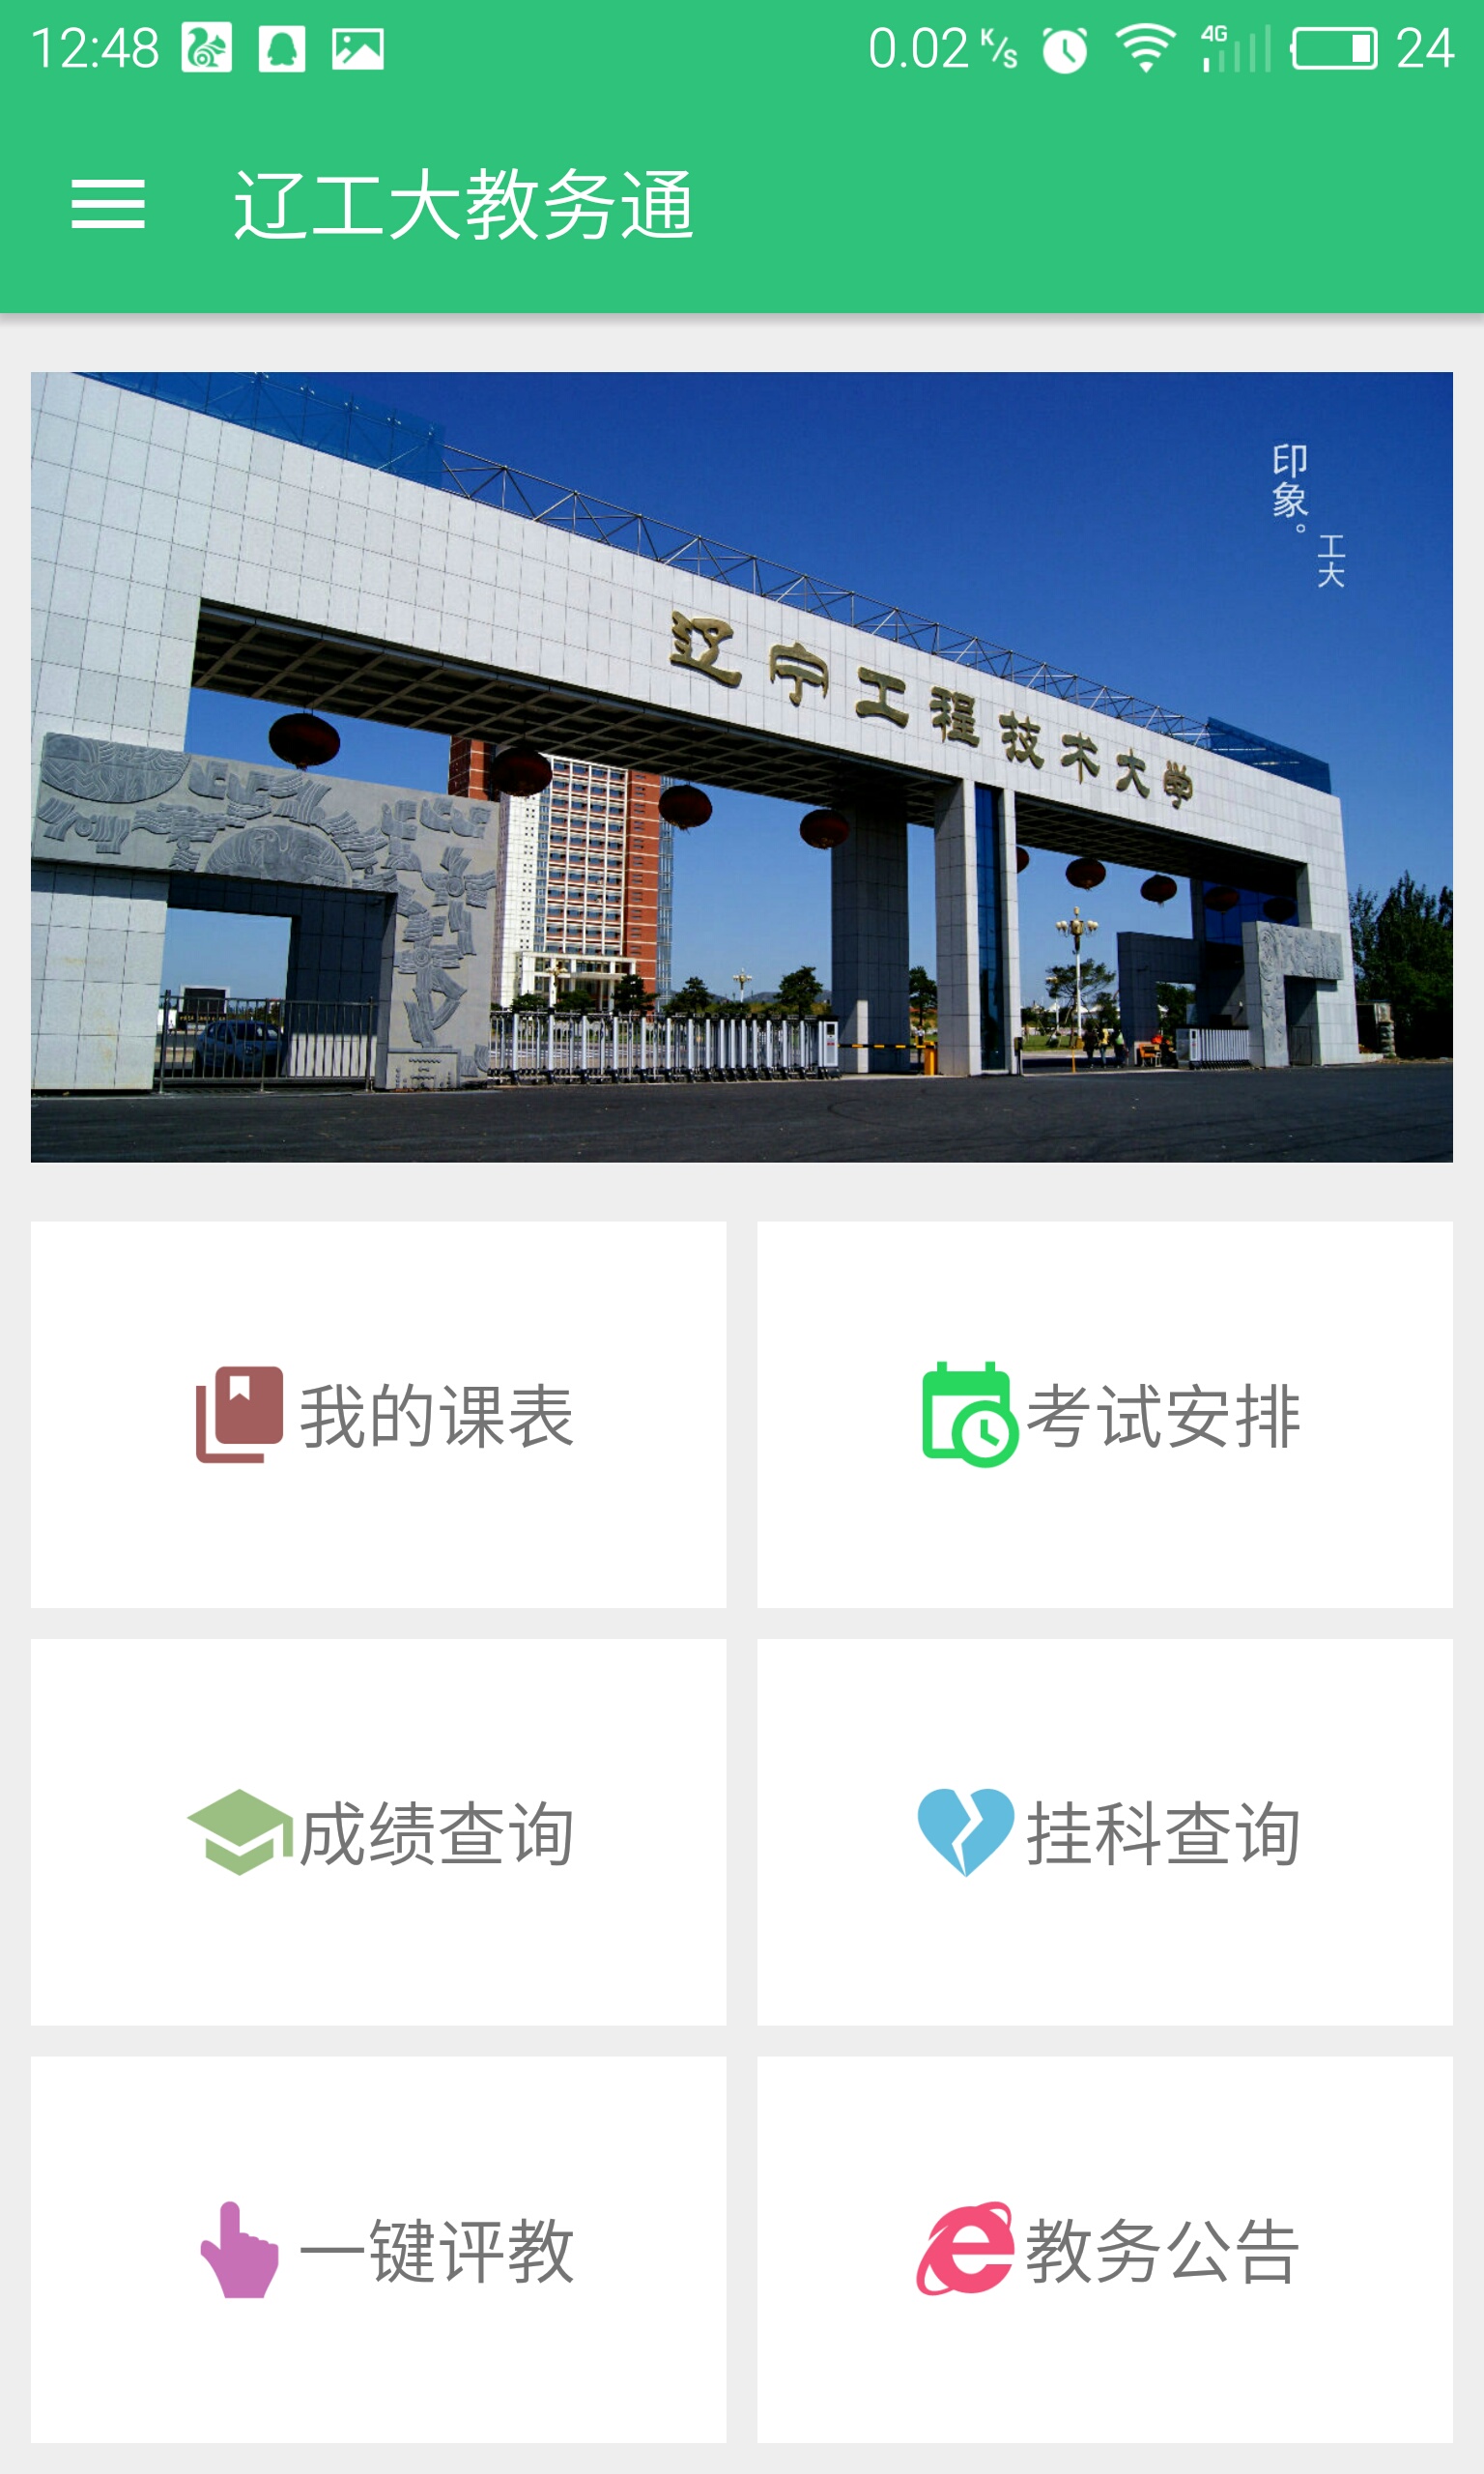 12:48
0.02 K/s
4G
24
辽工大教务通
印象。
工大
辽宁工程技术大学
我的课表
考试安排
成绩查询
挂科查询
一键评教
教务公告